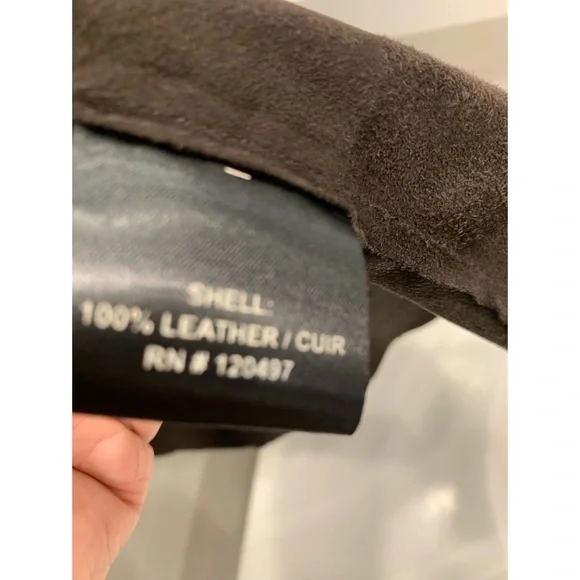 SHELL:
100% LEATHER / CUIR
RN # 120497